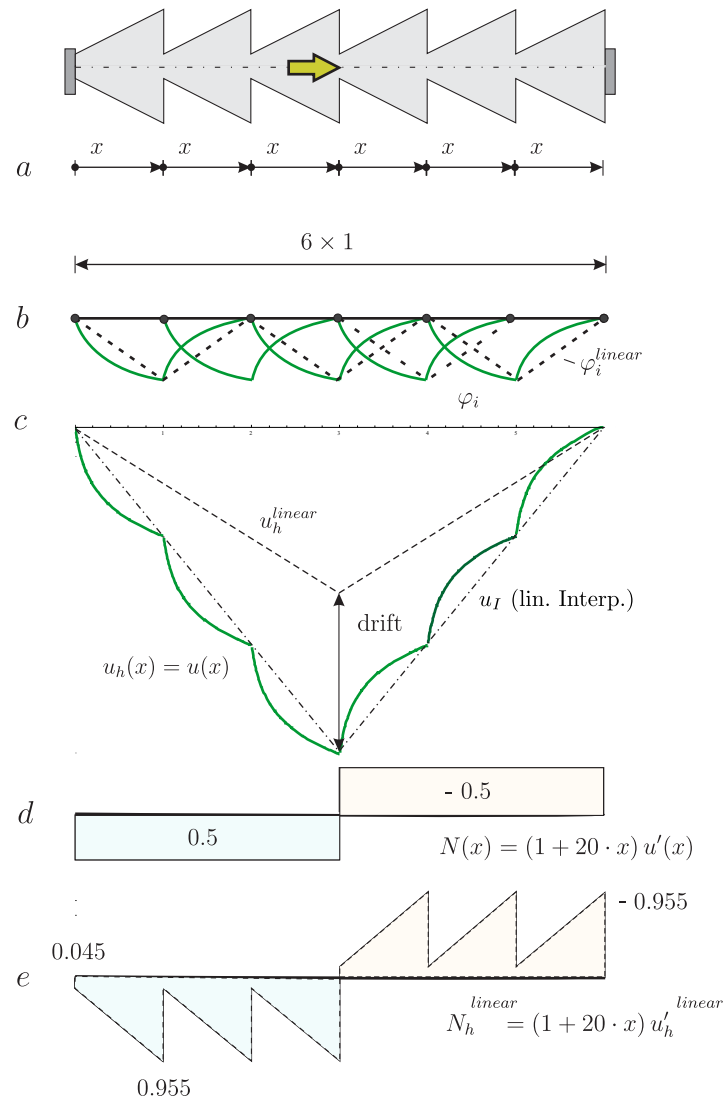 x x x x x x
a
6 × 1
b
φ_i^{linear}
φ_i
c
1 2 3 4 5
u_h^{linear}
u_I (lin. Interp.)
drift
u_h(x) = u(x)
- 0.5
d
0.5
N(x) = (1 + 20 · x) u′(x)
- 0.955
0.045
e
N_h^{linear} = (1 + 20 · x) u′_h^{linear}
0.955